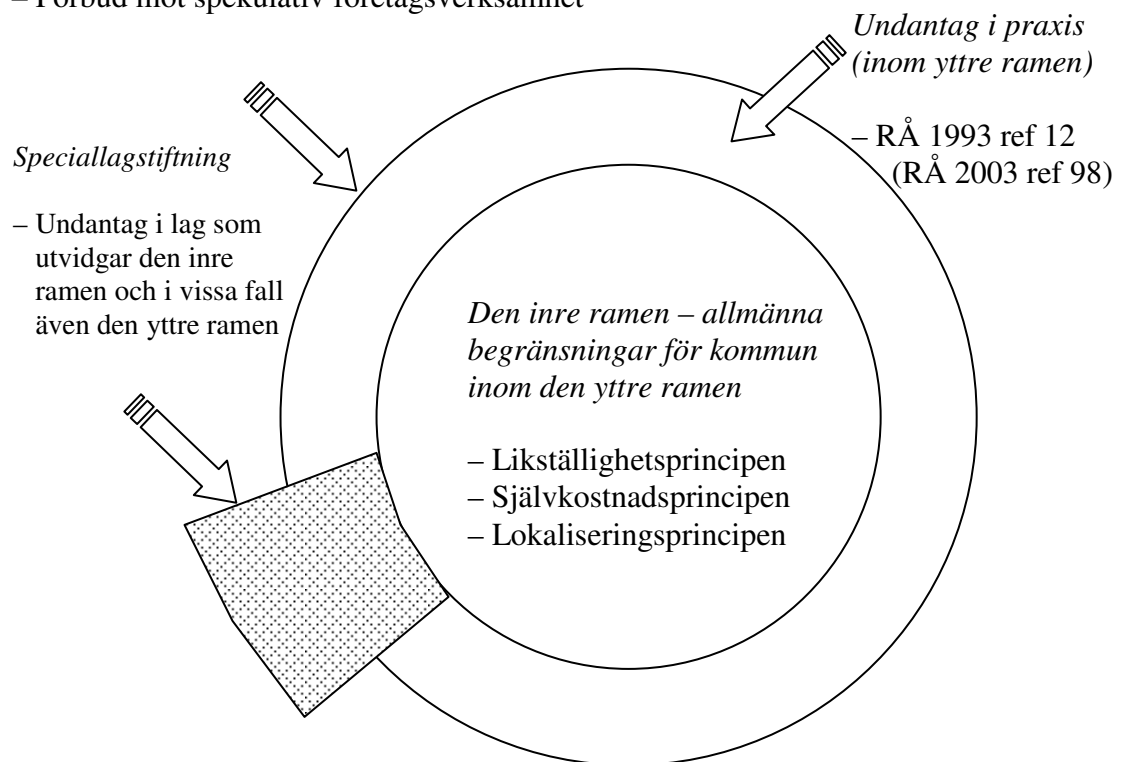 – Förbud mot spekulativ företagsverksamhet
Undantag i praxis
(inom yttre ramen)
– RÅ 1993 ref 12
(RÅ 2003 ref 98)
Speciallagstiftning
– Undantag i lag som
utvidgar den inre
ramen och i vissa fall
även den yttre ramen
Den inre ramen – allmänna
begränsningar för kommun
inom den yttre ramen
– Likställighetsprincipen
– Självkostnadsprincipen
– Lokaliseringsprincipen